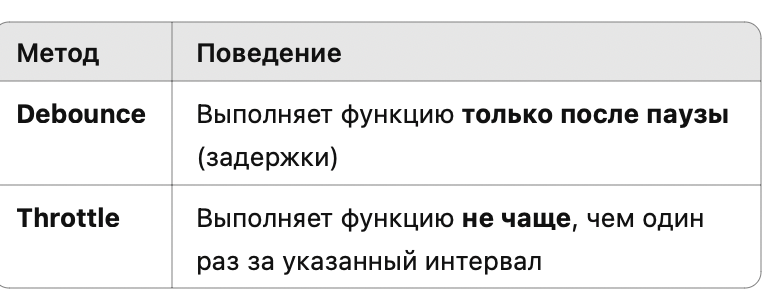 Метод
Поведение
Debounce
Выполняет функцию только после паузы
(задержки)
Throttle
Выполняет функцию не чаще, чем один
раз за указанный интервал